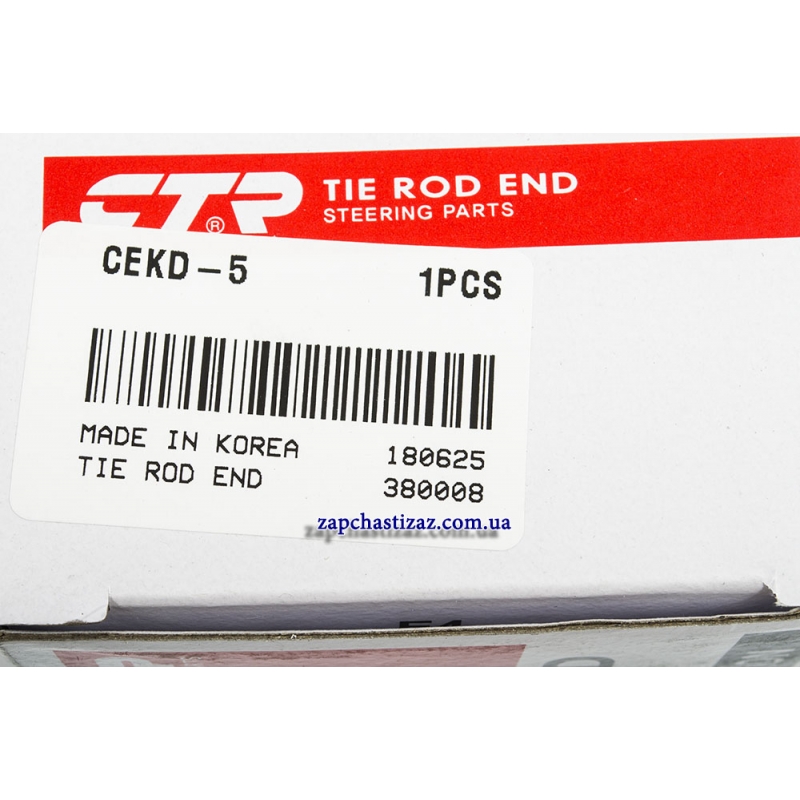 CTR® TIE ROD END
STEERING PARTS
CEKD-5 1PCS
MADE IN KOREA 180625
TIE ROD END 380008
zapchastizaz.com.ua